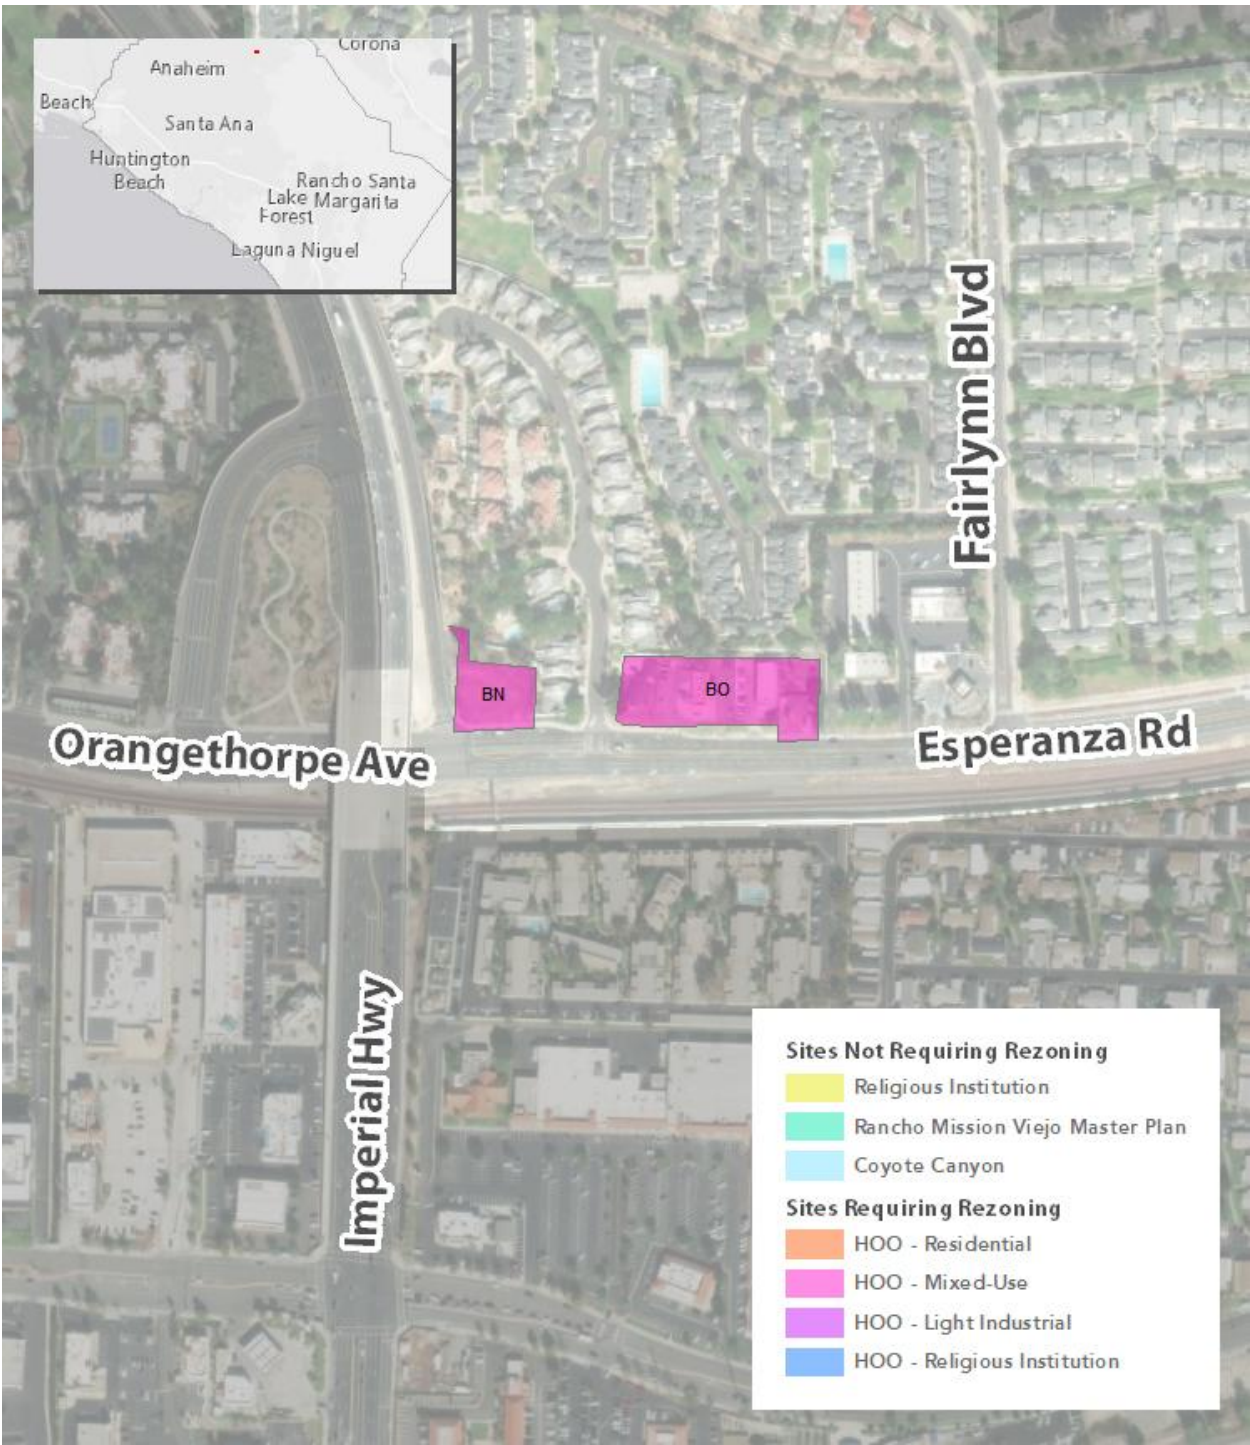 Corona
Anaheim
Beach
Santa Ana
Huntington
Beach
Rancho Santa
Lake Margarita
Forest
Laguna Niguel
Fairlynn Blvd
BN
BO
Orangethorpe Ave
Esperanza Rd
Imperial Hwy
Sites Not Requiring Rezoning
Religious Institution
Rancho Mission Viejo Master Plan
Coyote Canyon
Sites Requiring Rezoning
HOO - Residential
HOO - Mixed-Use
HOO - Light Industrial
HOO - Religious Institution